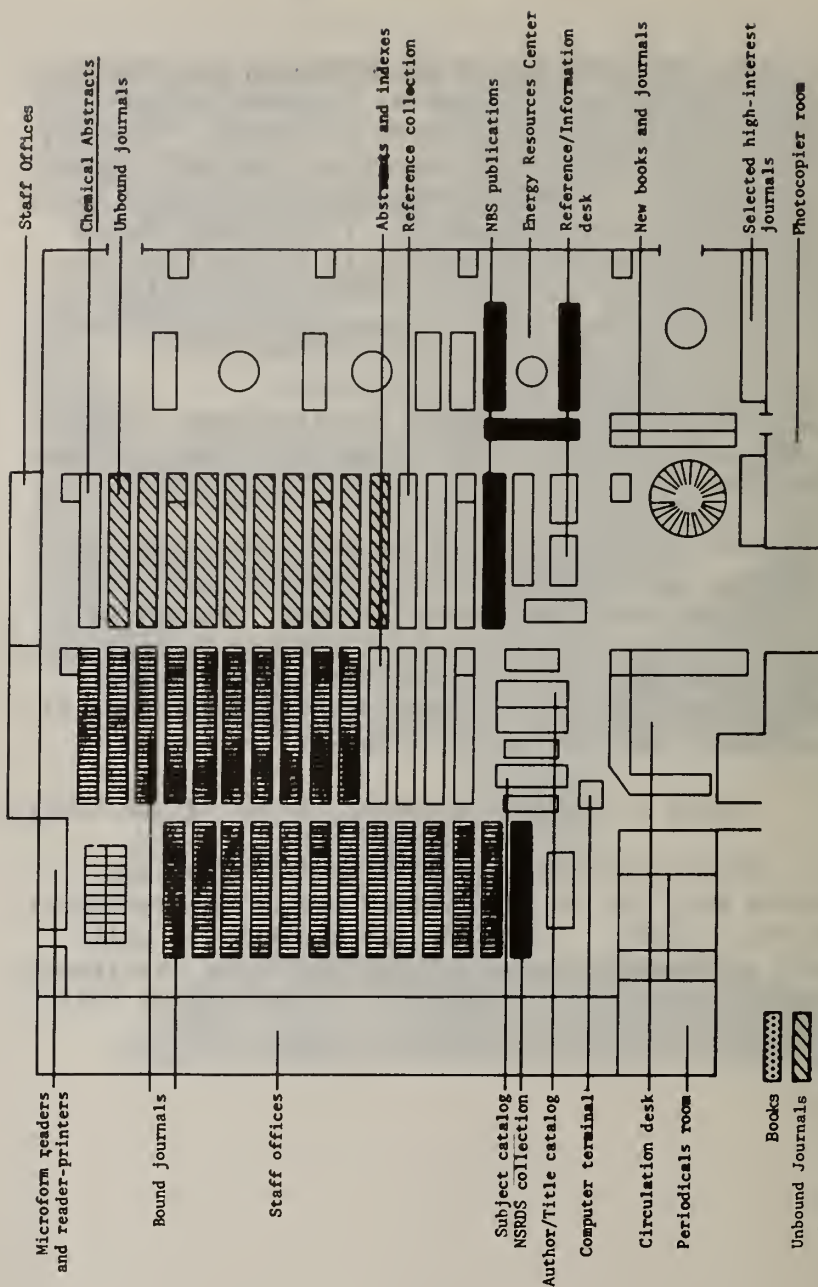 Staff Offices
Chemical Abstracts
Unbound journals
Abstracts and indexes
Reference collection
NBS publications
Energy Resources Center
Reference/Information
desk
New books and journals
Selected high-interest
journals
Photocopier room
Microform readers
and reader-printers
Bound journals
Staff offices
Subject catalog
NSRDS collection
Author/Title catalog
Computer terminal
Circulation desk
Periodicals room
Books
Unbound Journals